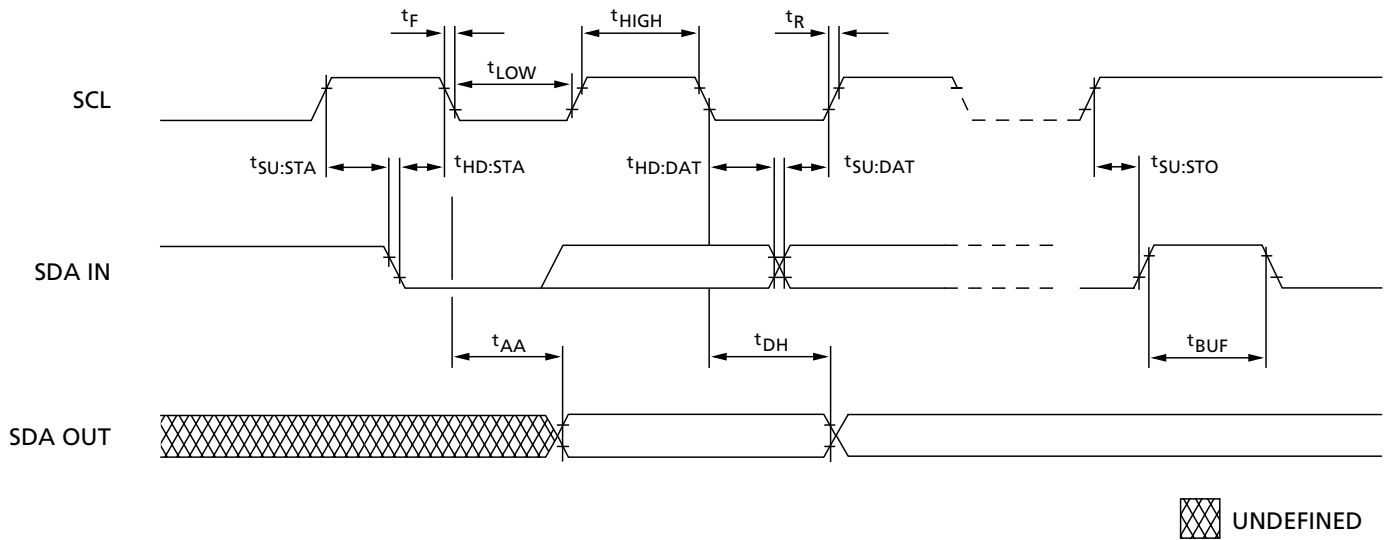 tF
tHIGH
tR
tLOW
SCL
tSU:STA
tHD:STA
tHD:DAT
tSU:DAT
tSU:STO
SDA IN
tAA
tDH
tBUF
SDA OUT
UNDEFINED